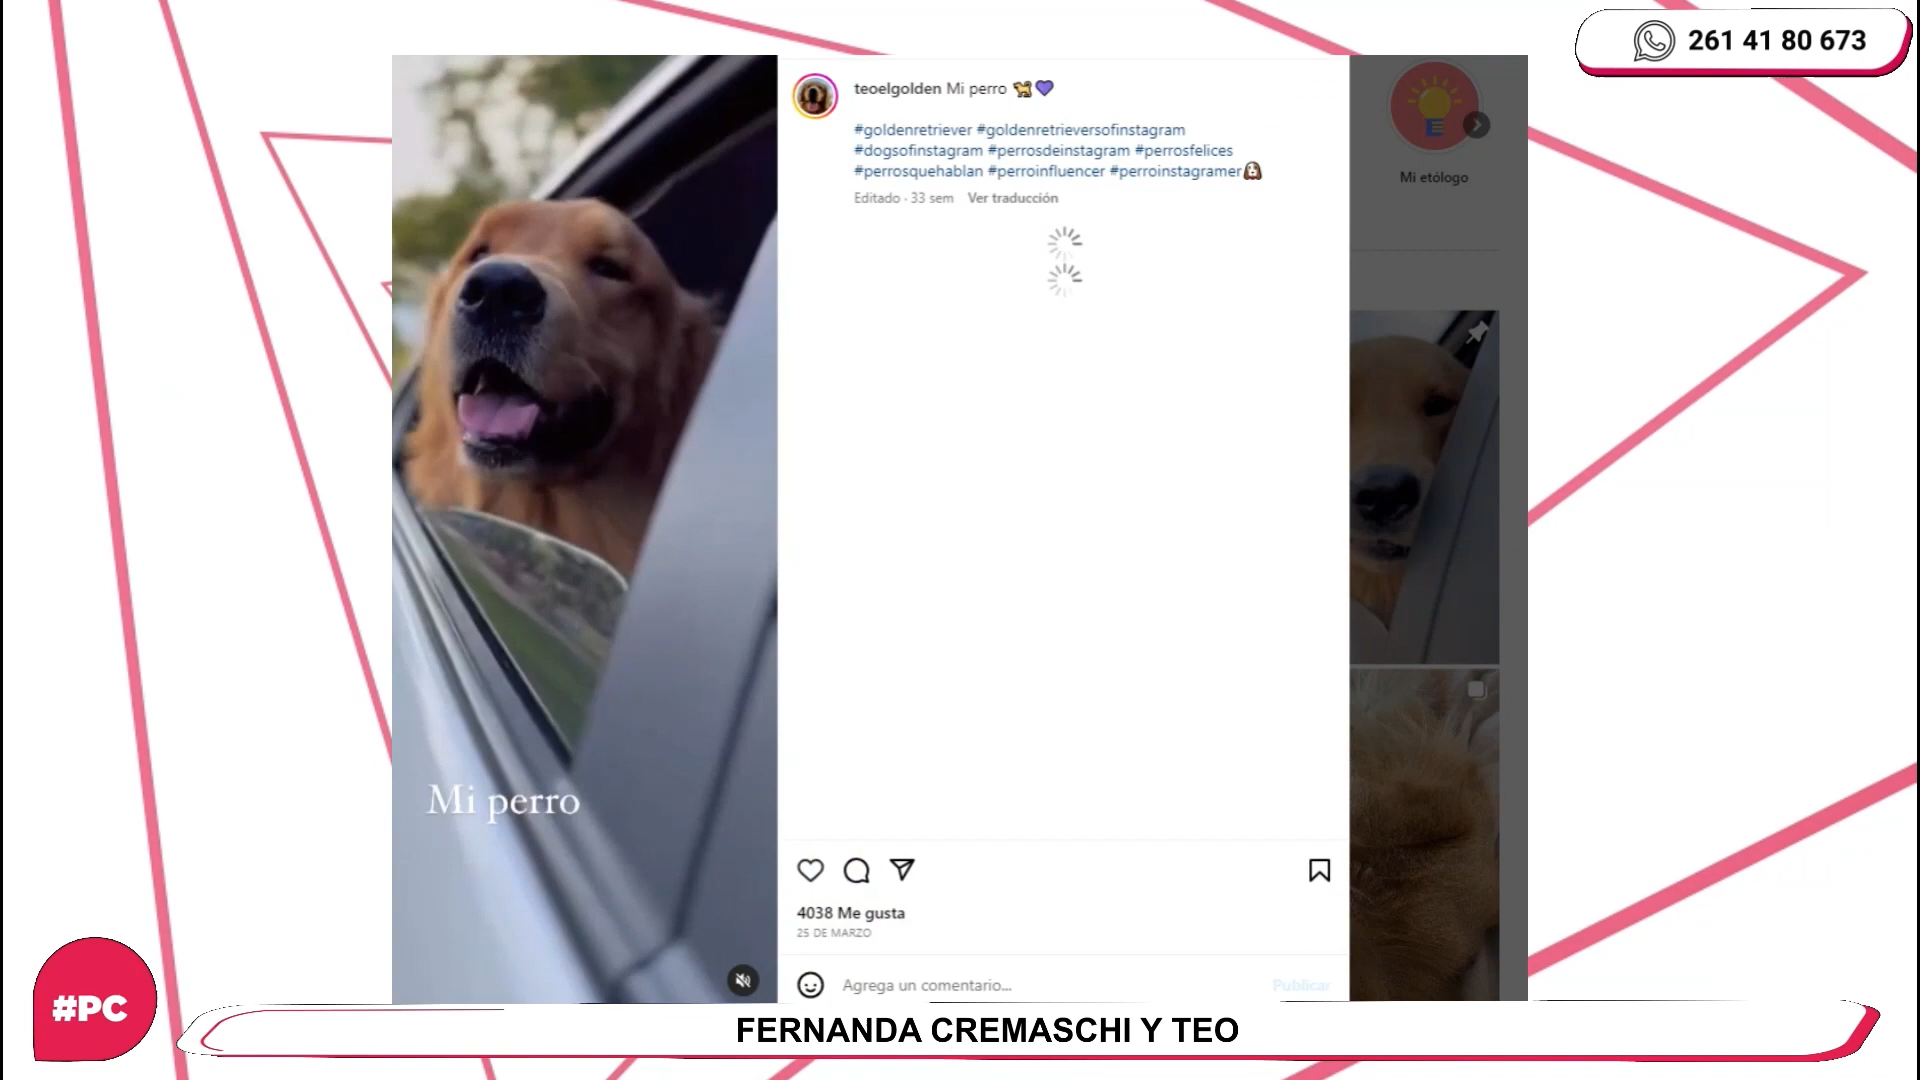 261 41 80 673
teoelgolden Mi perro 🐕💜
#goldenretriever #goldenretrieversofinstagram
#dogsofinstagram #perrosdeinstagram #perrosfelices
#perrosquehablan #perroinfluencer #perroinstagramer🐶
Editado · 33 sem Ver traducción
Mi etólogo
E
Mi perro
4038 Me gusta
25 DE MARZO
Agrega un comentario...
Publicar
#PC
FERNANDA CREMASCHI Y TEO